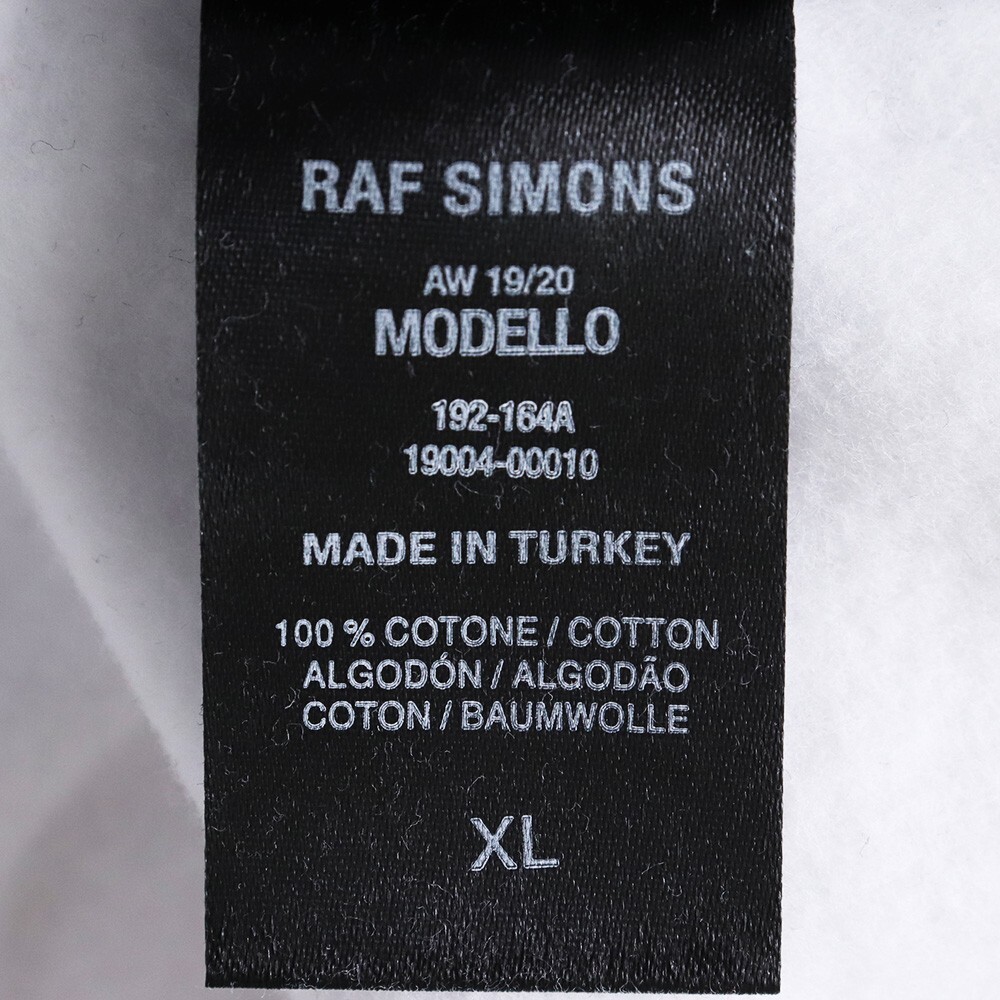 RAF SIMONS
AW 19/20
MODELLO
192-164A
19004-00010
MADE IN TURKEY
100 % COTONE / COTTON
ALGODÓN / ALGODÃO
COTON / BAUMWOLLE
XL